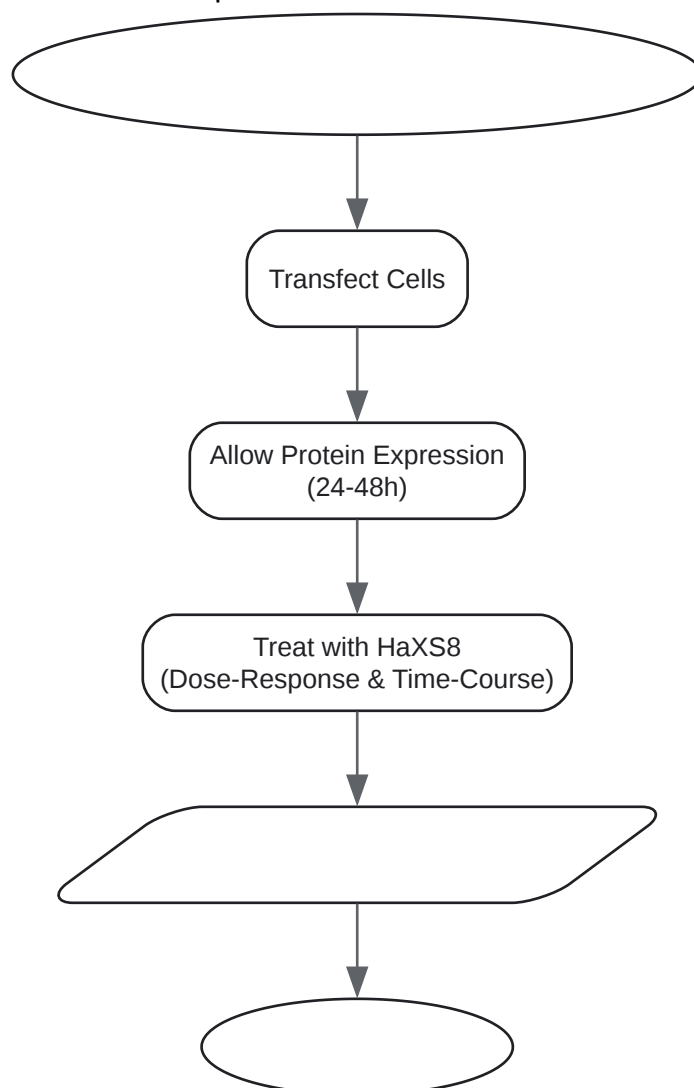 Transfect Cells
Allow Protein Expression
(24-48h)
Treat with HaXS8
(Dose-Response & Time-Course)